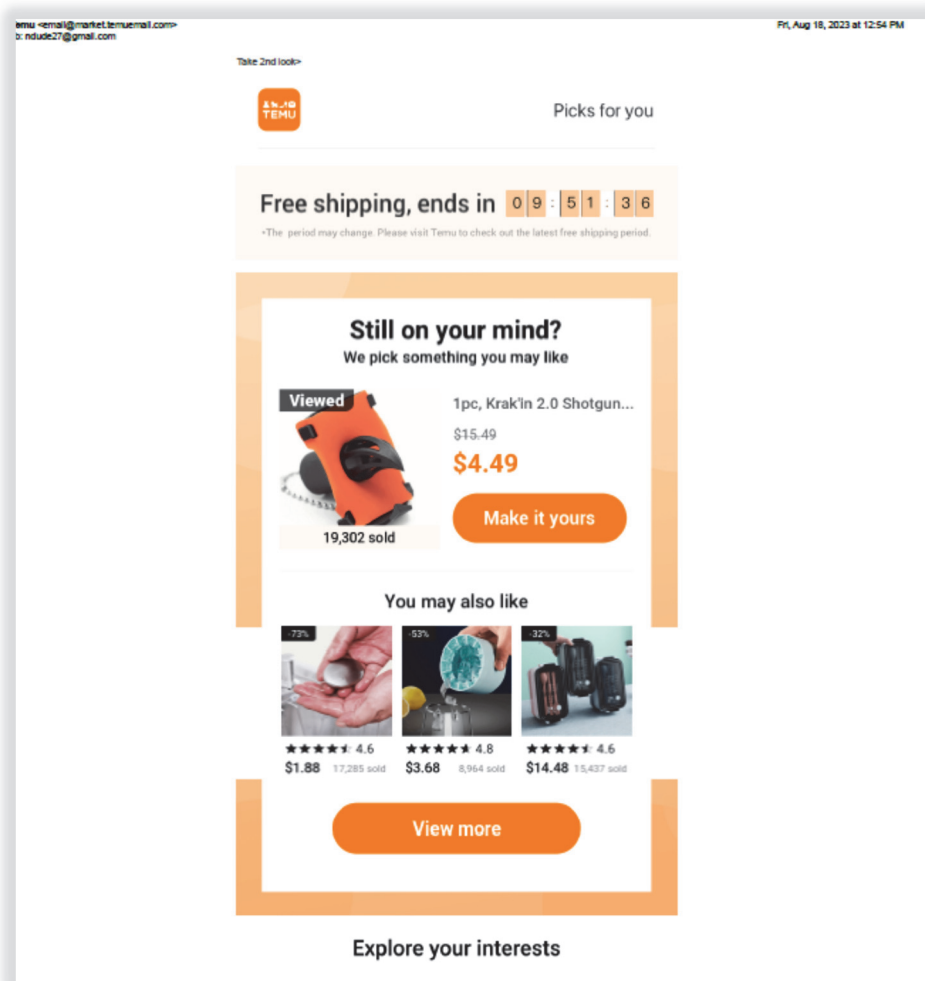 emu <email@market.temuemail.com>
Fri, Aug 18, 2023 at 12:54 PM
o: ndude27@gmail.com
Take 2nd look>
TEMU
Picks for you
Free shipping, ends in 09:51:36
*The period may change. Please visit Temu to check out the latest free shipping period.
Still on your mind?
We pick something you may like
Viewed
1pc, Krak'in 2.0 Shotgun...
$15.49
$4.49
Make it yours
19,302 sold
You may also like
-73% -53% -32%
4.6 4.8 4.6
$1.88 17,285 sold $3.68 8,964 sold $14.48 15,437 sold
View more
Explore your interests